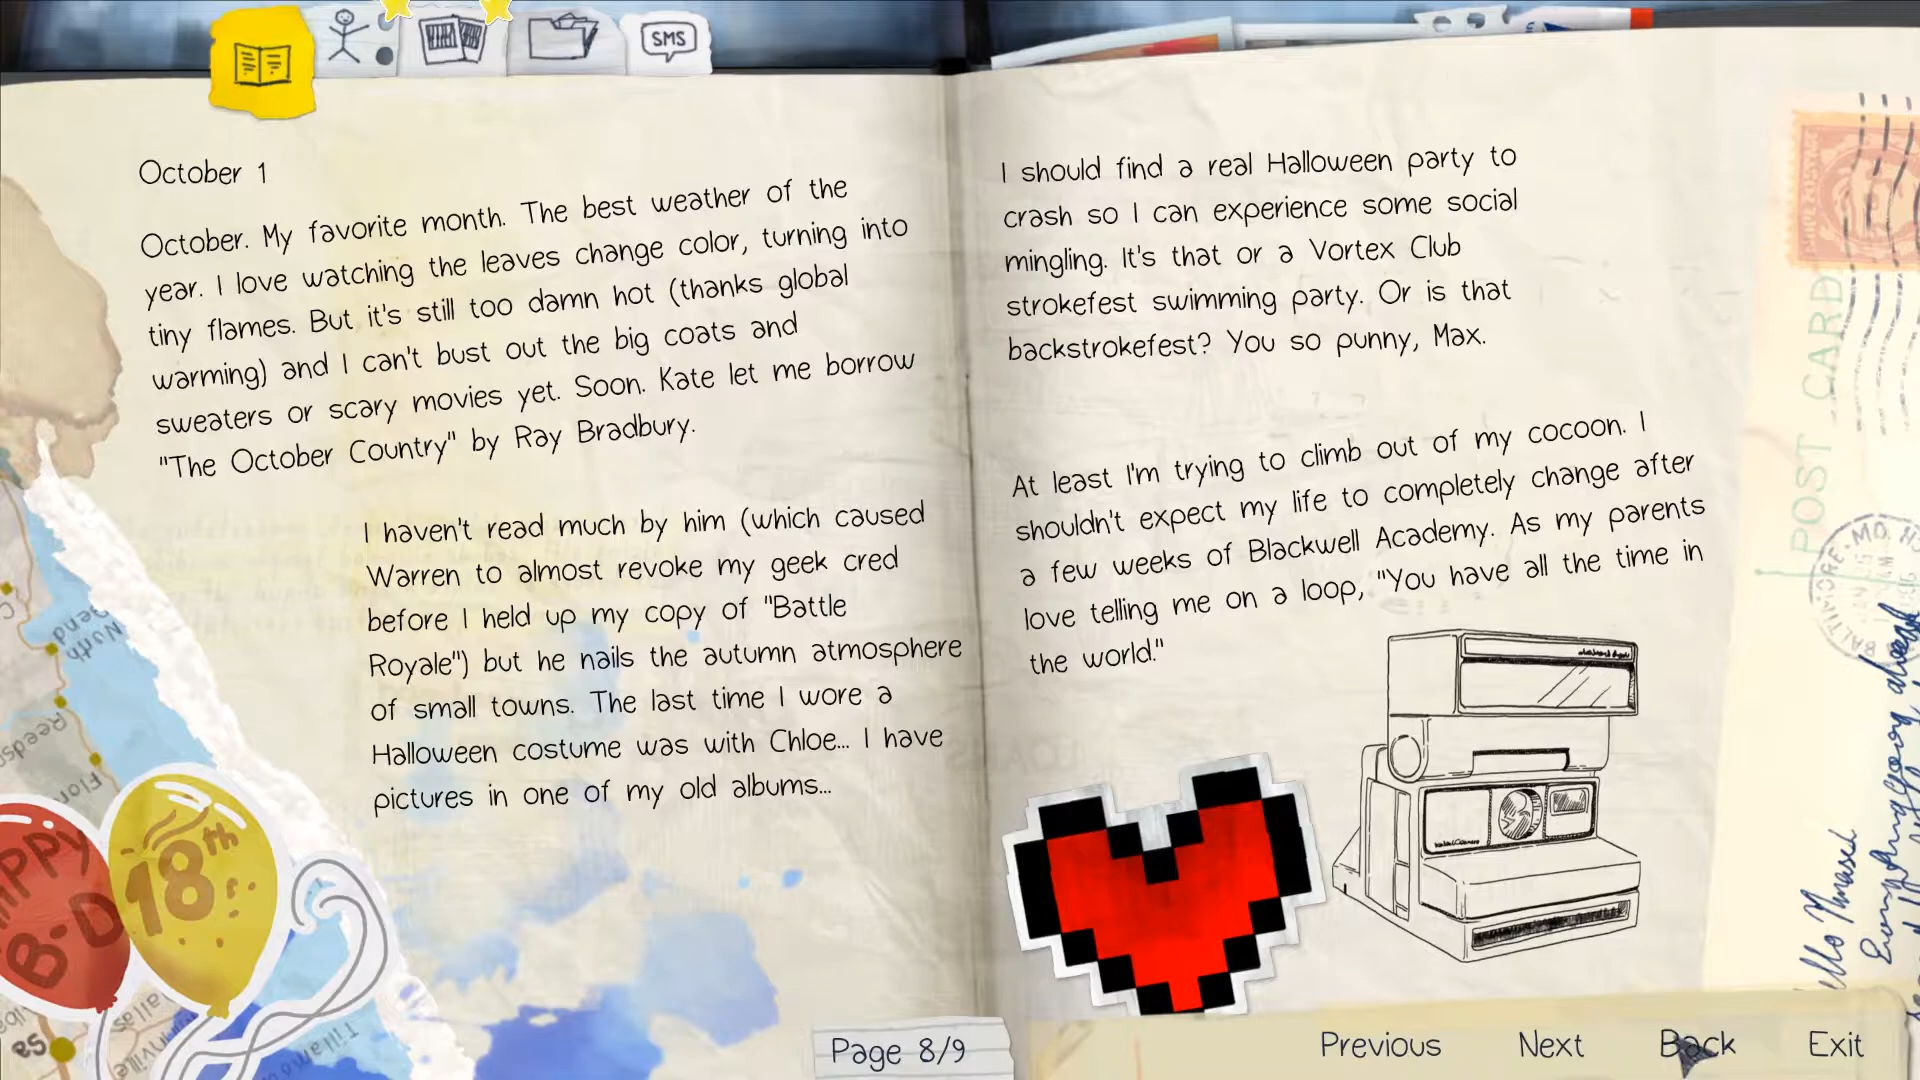 SMS
October 1
October. My favorite month. The best weather of the
year. I love watching the leaves change color, turning into
tiny flames. But it's still too damn hot (thanks global
warming) and I can't bust out the big coats and
sweaters or scary movies yet. Soon. Kate let me borrow
"The October Country" by Ray Bradbury.
I haven't read much by him (which caused
Warren to almost revoke my geek cred
before I held up my copy of "Battle
Royale") but he nails the autumn atmosphere
of small towns. The last time I wore a
Halloween costume was with Chloe... I have
pictures in one of my old albums...
I should find a real Halloween party to
crash so I can experience some social
mingling. It's that or a Vortex Club
strokefest swimming party. Or is that
backstrokefest? You so punny, Max.
At least I'm trying to climb out of my cocoon. I
shouldn't expect my life to completely change after
a few weeks of Blackwell Academy. As my parents
love telling me on a loop, "You have all the time in
the world."
POST CARD
North
Bend
B-D
18th
Page 8/9
Previous
Next
Back
Exit